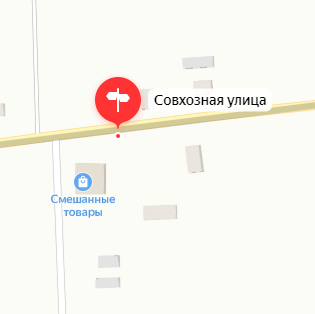 Совхозная улица
Смешанные
товары